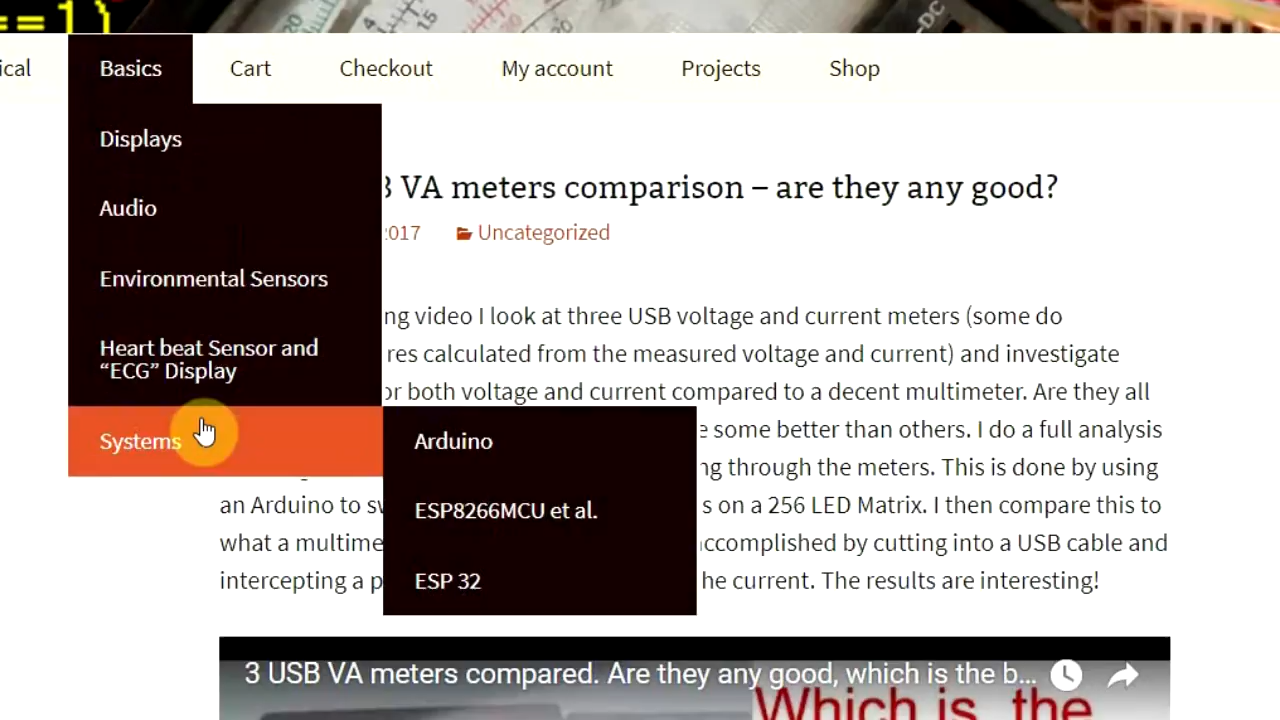 ==1)
ical Basics Cart Checkout My account Projects Shop
Displays
Audio
Environmental Sensors
Heart beat Sensor and
“ECG” Display
Systems
Arduino
ESP8266MCU et al.
ESP 32
VA meters comparison – are they any good?
2017 Uncategorized
ng video I look at three USB voltage and current meters (some do
res calculated from the measured voltage and current) and investigate
or both voltage and current compared to a decent multimeter. Are they all
e some better than others. I do a full analysis
ng through the meters. This is done by using
an Arduino to sw s on a 256 LED Matrix. I then compare this to
what a multime accomplished by cutting into a USB cable and
intercepting a p he current. The results are interesting!
3 USB VA meters compared. Are they any good, which is the b...
Which is the